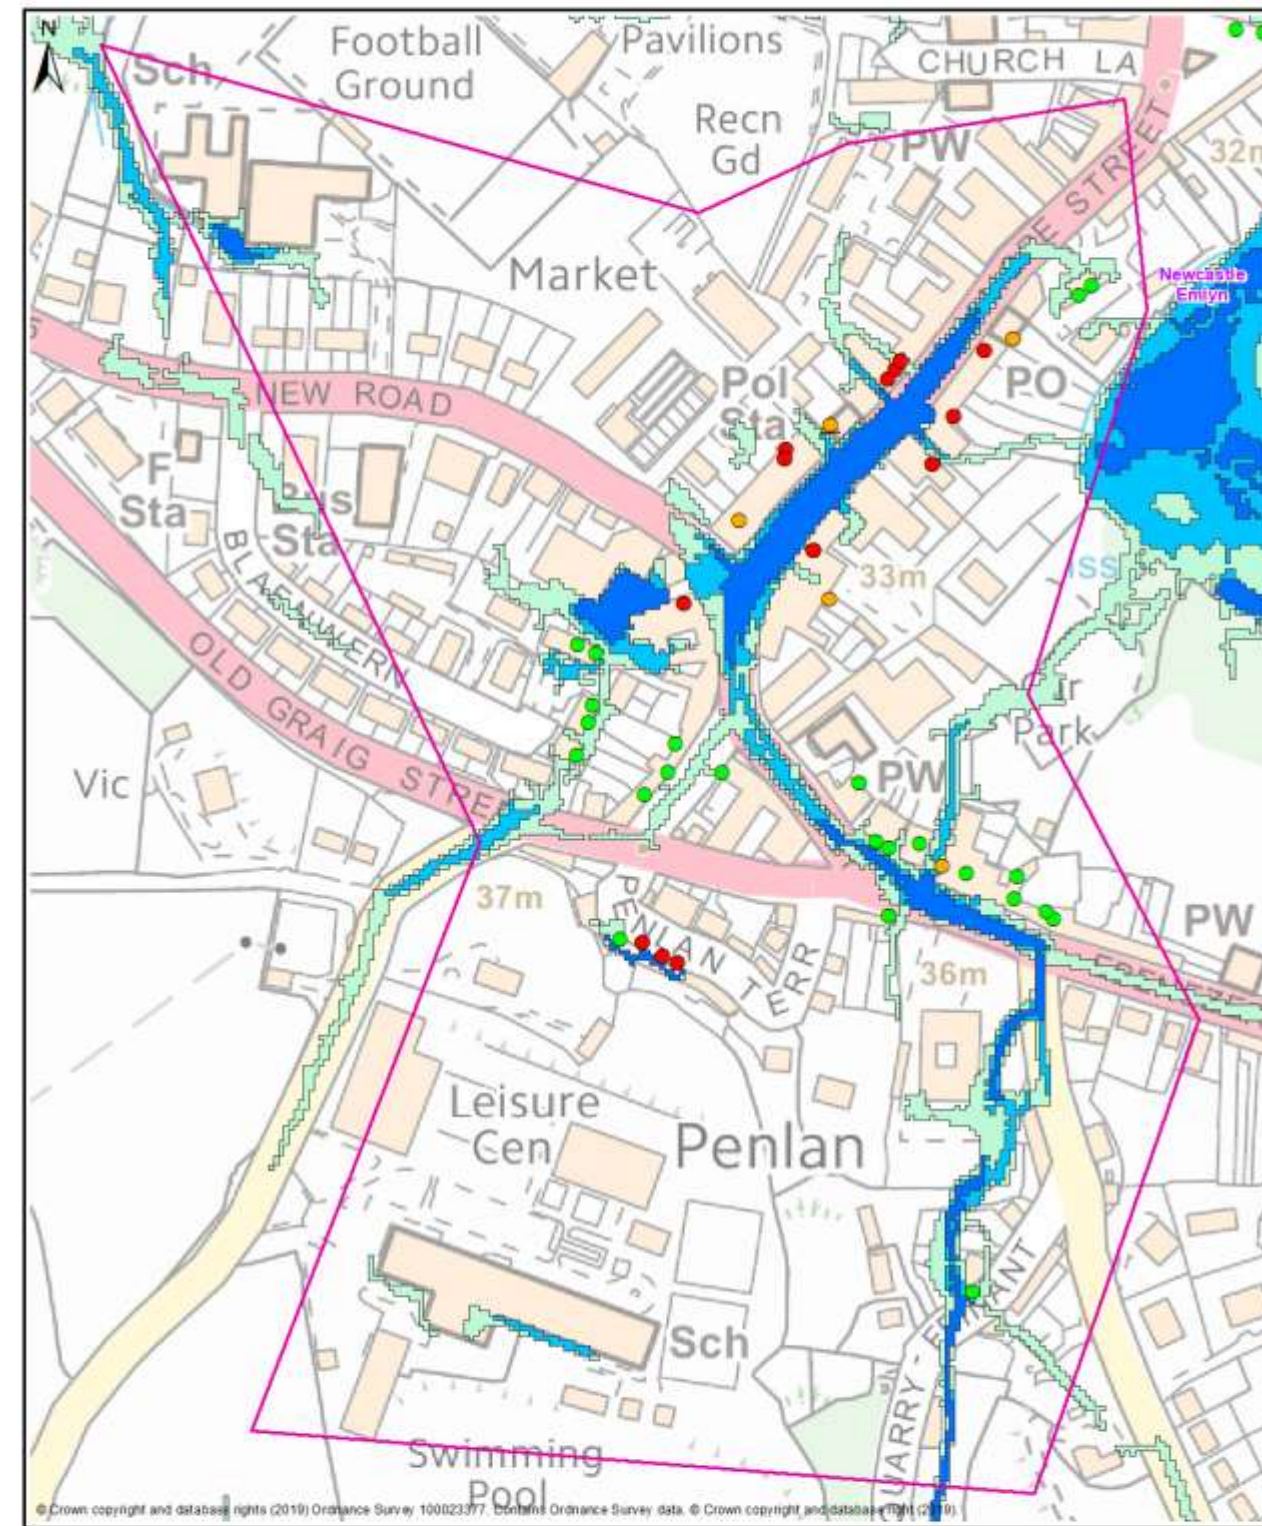 N
Sch
Football
Ground
Pavilions
CHURCH LA
Recn
Gd
PW
E STREET
32m
Market
Newcastle
Emlyn
NEW ROAD
Pol
Sta
PO
F
Sta
Bus
Sta
BLAENWERN
33m
OLD GRAIG STREE
Car
Park
Vic
PW
37m
PENLAN TERR
36m
PW
Leisure
Cen
Penlan
Sch
Swimming
Pool
© Crown copyright and database rights (2019) Ordnance Survey 100023377. Contains Ordnance Survey data. © Crown copyright and database right (2019).